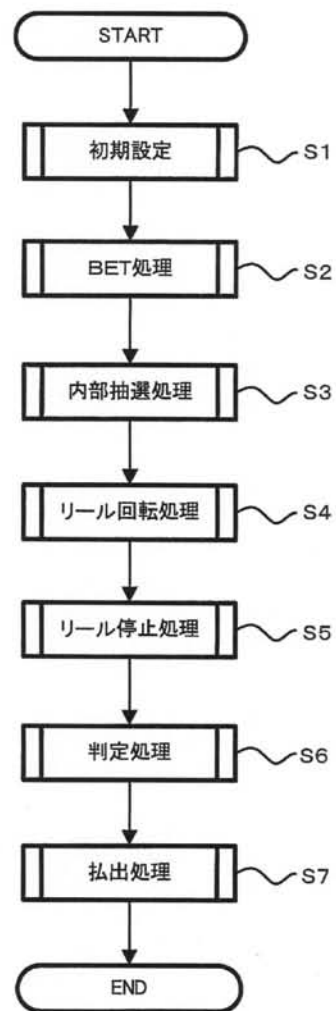 START
初期設定 S1
BET処理 S2
内部抽選処理 S3
リール回転処理 S4
リール停止処理 S5
判定処理 S6
払出処理 S7
END